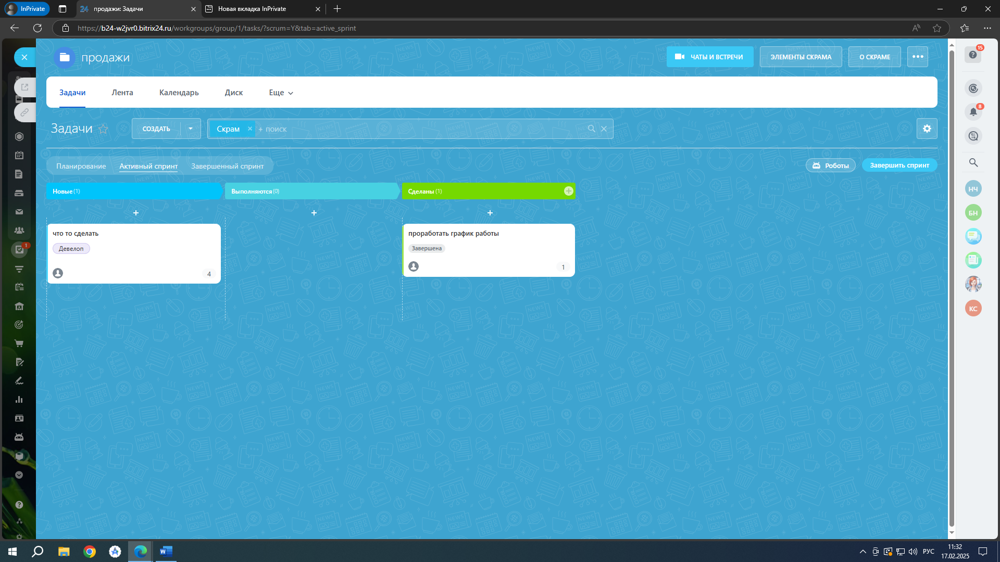 InPrivate
24 продажи: Задачи
Новая вкладка InPrivate
https://b24-w2jvr0.bitrix24.ru/workgroups/group/1/tasks/?scrum=Y&tab=active_sprint
продажи
ЧАТЫ И ВСТРЕЧИ
ЭЛЕМЕНТЫ СКРАМА
О СКРАМЕ
15
Задачи
Лента
Календарь
Диск
Еще
8
Задачи
СОЗДАТЬ
Скрам
+ поиск
Планирование
Активный спринт
Завершенный спринт
Роботы
Завершить спринт
Новые (1)
Выполняются (0)
Сделаны (1)
НЧ
БН
КС
что то сделать
Девелоп
4
проработать график работы
Завершена
1
1
РУС
11:32
17.02.2025